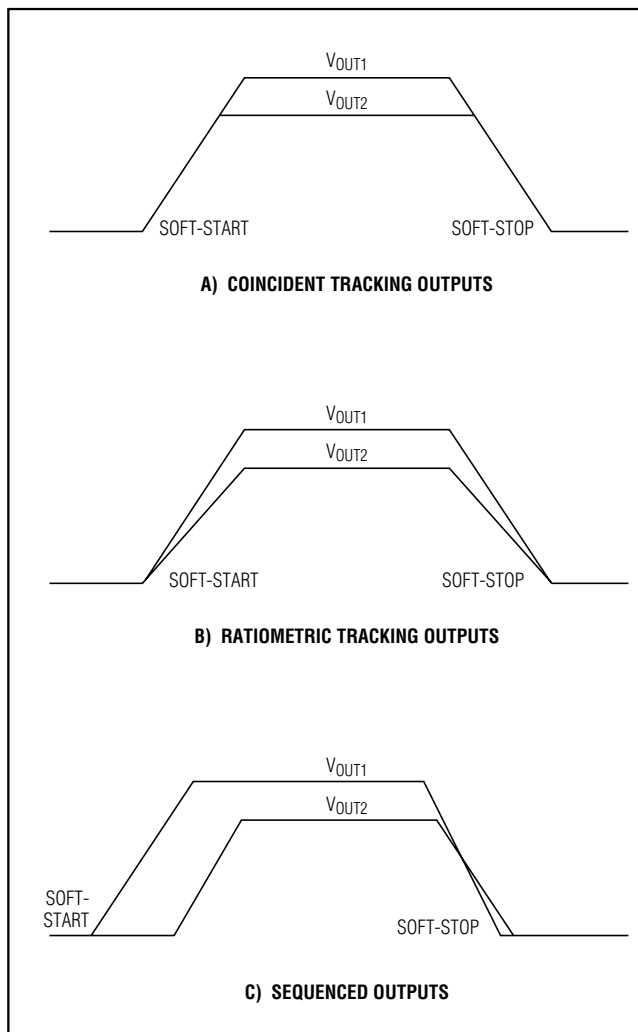 VOUT1
VOUT2
SOFT-START SOFT-STOP
A) COINCIDENT TRACKING OUTPUTS
VOUT1
VOUT2
SOFT-START SOFT-STOP
B) RATIOMETRIC TRACKING OUTPUTS
VOUT1
VOUT2
SOFT-
START
SOFT-STOP
C) SEQUENCED OUTPUTS